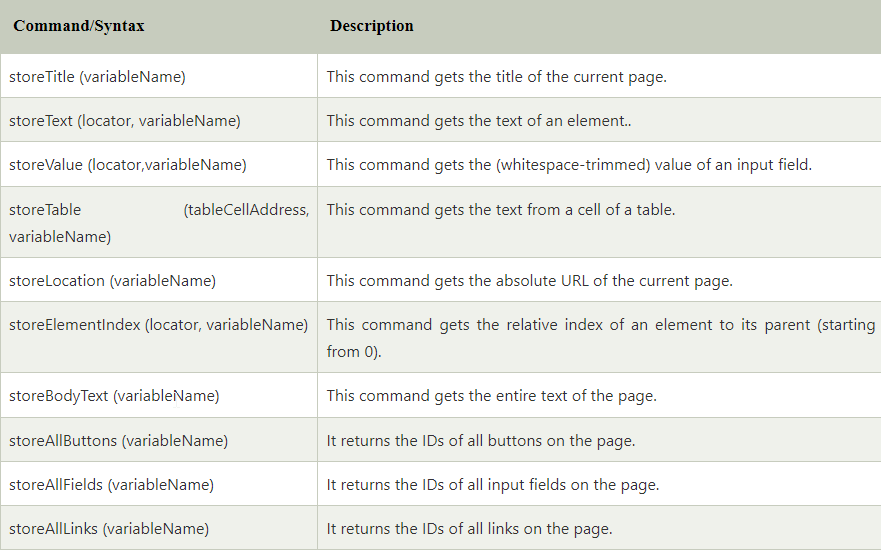 Command/Syntax Description
storeTitle (variableName) This command gets the title of the current page.
storeText (locator, variableName) This command gets the text of an element..
storeValue (locator,variableName) This command gets the (whitespace-trimmed) value of an input field.
storeTable (tableCellAddress, This command gets the text from a cell of a table.
variableName)
storeLocation (variableName) This command gets the absolute URL of the current page.
storeElementIndex (locator, variableName) This command gets the relative index of an element to its parent (starting
from 0).
storeBodyText (variableName) This command gets the entire text of the page.
storeAllButtons (variableName) It returns the IDs of all buttons on the page.
storeAllFields (variableName) It returns the IDs of all input fields on the page.
storeAllLinks (variableName) It returns the IDs of all links on the page.